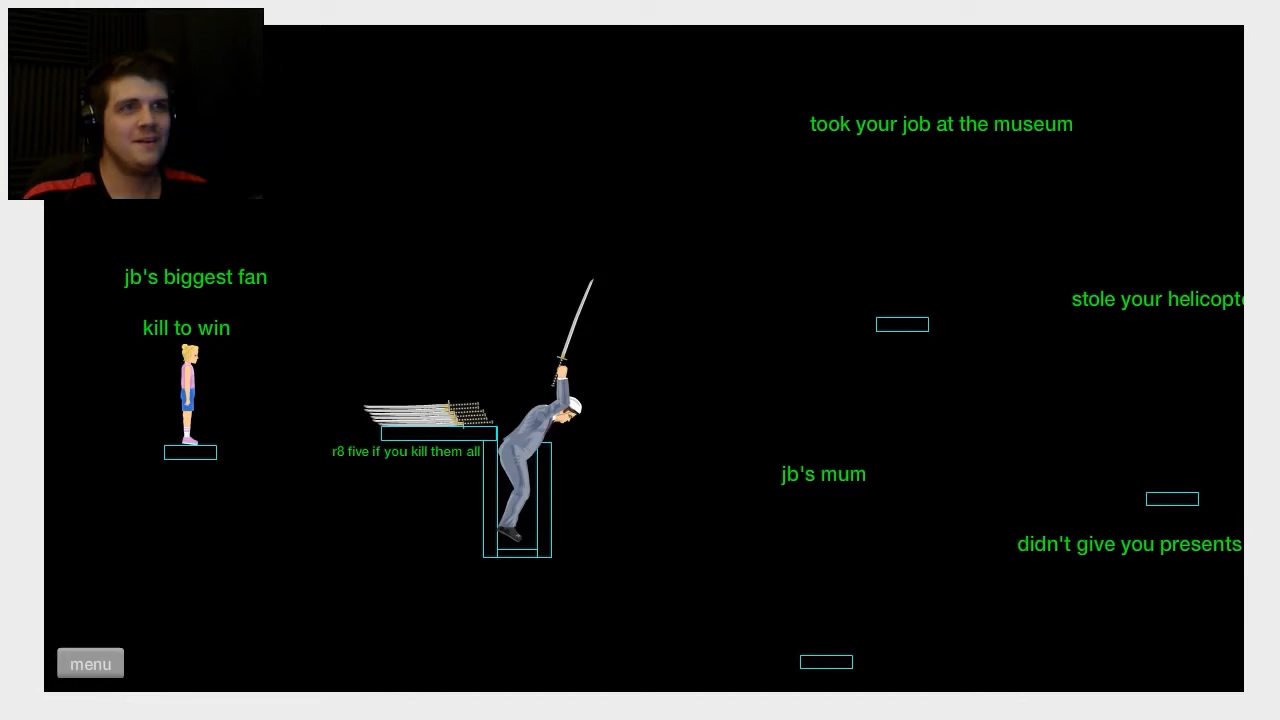 took your job at the museum
jb's biggest fan
stole your helicopte
kill to win
r8 five if you kill them all
jb's mum
didn't give you presents
menu